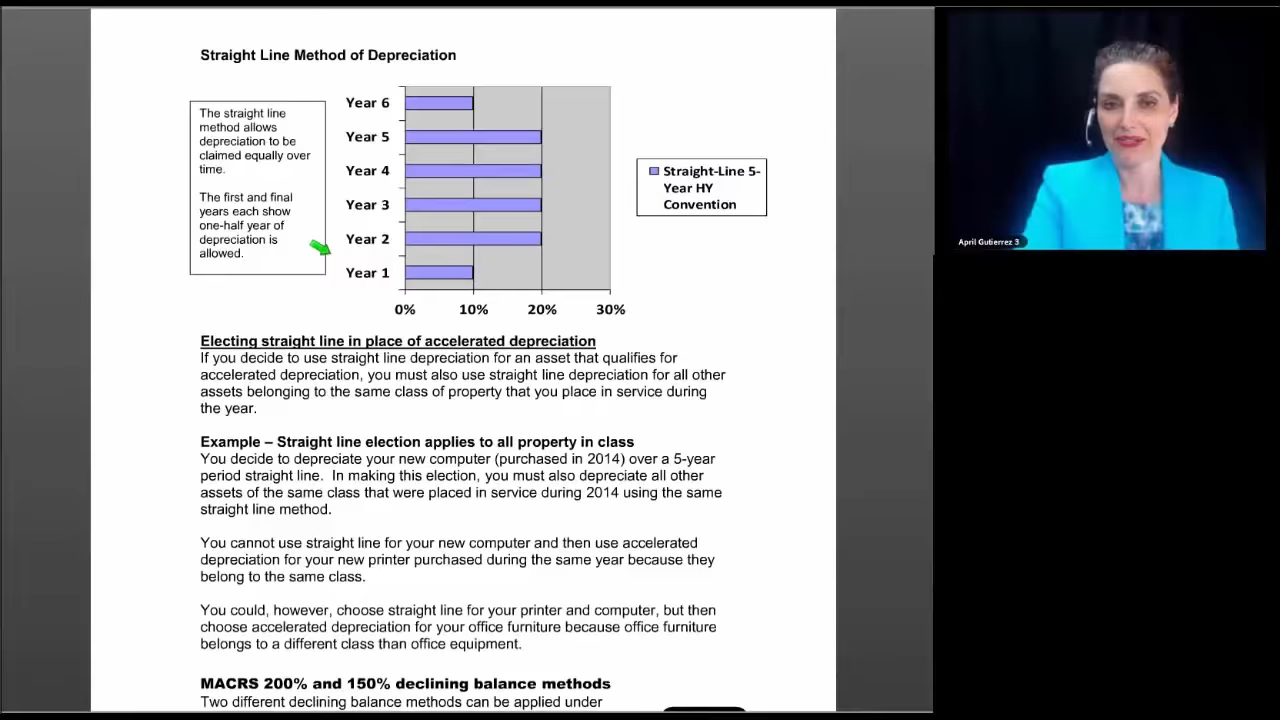 Straight Line Method of Depreciation
The straight line
method allows
depreciation to be
claimed equally over
time.
The first and final
years each show
one-half year of
depreciation is
allowed.
Year 6
Year 5
Year 4
Year 3
Year 2
Year 1
0% 10% 20% 30%
Straight-Line 5-
Year HY
Convention
Electing straight line in place of accelerated depreciation
If you decide to use straight line depreciation for an asset that qualifies for
accelerated depreciation, you must also use straight line depreciation for all other
assets belonging to the same class of property that you place in service during
the year.
Example – Straight line election applies to all property in class
You decide to depreciate your new computer (purchased in 2014) over a 5-year
period straight line.  In making this election, you must also depreciate all other
assets of the same class that were placed in service during 2014 using the same
straight line method.
You cannot use straight line for your new computer and then use accelerated
depreciation for your new printer purchased during the same year because they
belong to the same class.
You could, however, choose straight line for your printer and computer, but then
choose accelerated depreciation for your office furniture because office furniture
belongs to a different class than office equipment.
MACRS 200% and 150% declining balance methods
Two different declining balance methods can be applied under
April Gutierrez 3